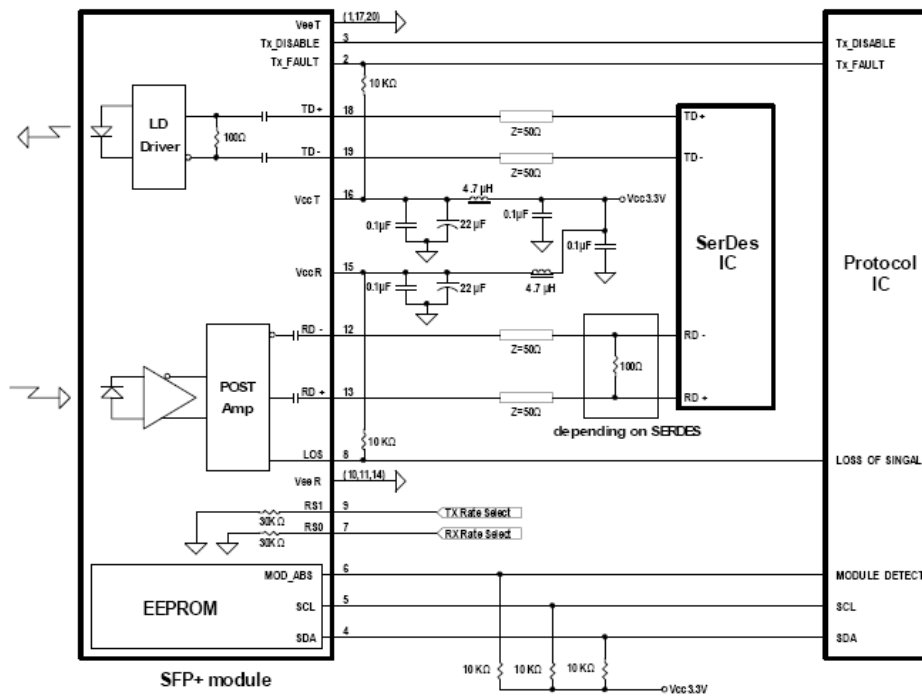 VeeT (1,17,20)
Tx_DISABLE 3 Tx_DISABLE
Tx_FAULT 2 Tx_FAULT
10 KΩ
TD+ 18 TD+
LD
Driver
100Ω
Z=50Ω
TD- 19 TD-
Z=50Ω
VccT 16
4.7 µH
Vcc3.3V
0.1µF
22 µF
0.1µF
0.1µF
SerDes
IC
Protocol
IC
VccR 15
0.1µF
22 µF
4.7 µH
RD - 12 RD -
Z=50Ω
100Ω
POST
Amp
RD+ 13 RD +
Z=50Ω
depending on SERDES
10 KΩ
LOS 8 LOSS OF SINGAL
VeeR (10,11,14)
RS1 9 TX Rate Select
30KΩ
RS0 7 RX Rate Select
30KΩ
MOD_ABS 6 MODULE DETECT
EEPROM
SCL 5 SCL
SDA 4 SDA
10 KΩ 10 KΩ 10 KΩ
Vcc3.3V
SFP+ module